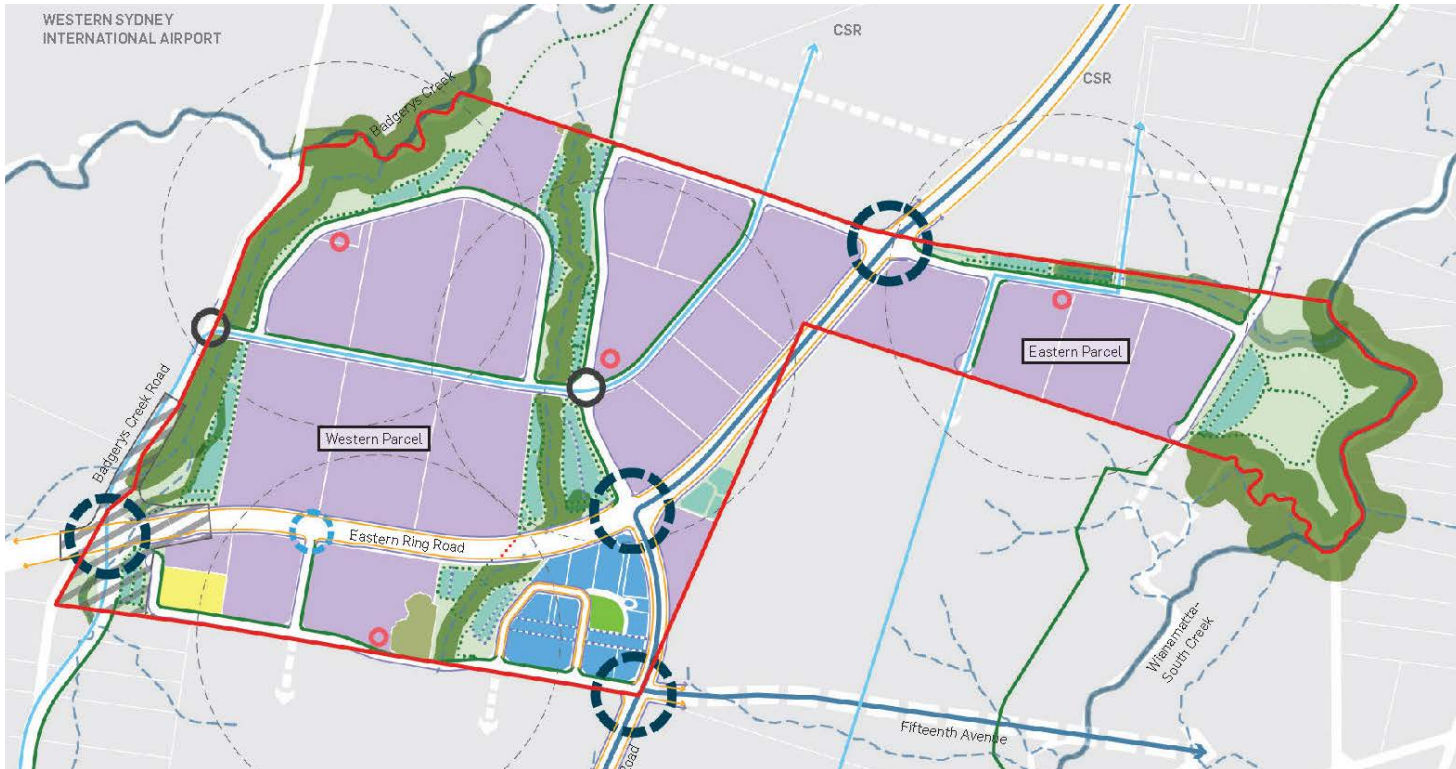 WESTERN SYDNEY
INTERNATIONAL AIRPORT
CSR
CSR
Badgerys Creek
Eastern Parcel
Badgerys Creek Road
Western Parcel
Eastern Ring Road
Wianamatta-
South Creek
Fifteenth Avenue
Road